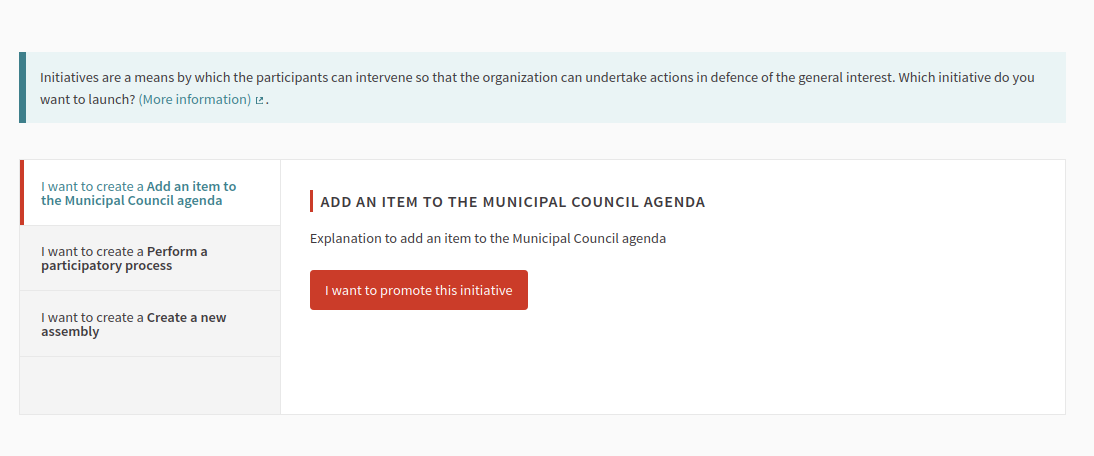 Initiatives are a means by which the participants can intervene so that the organization can undertake actions in defence of the general interest. Which initiative do you
want to launch? (More information) .
I want to create a Add an item to
the Municipal Council agenda
I want to create a Perform a
participatory process
I want to create a Create a new
assembly
ADD AN ITEM TO THE MUNICIPAL COUNCIL AGENDA
Explanation to add an item to the Municipal Council agenda
I want to promote this initiative